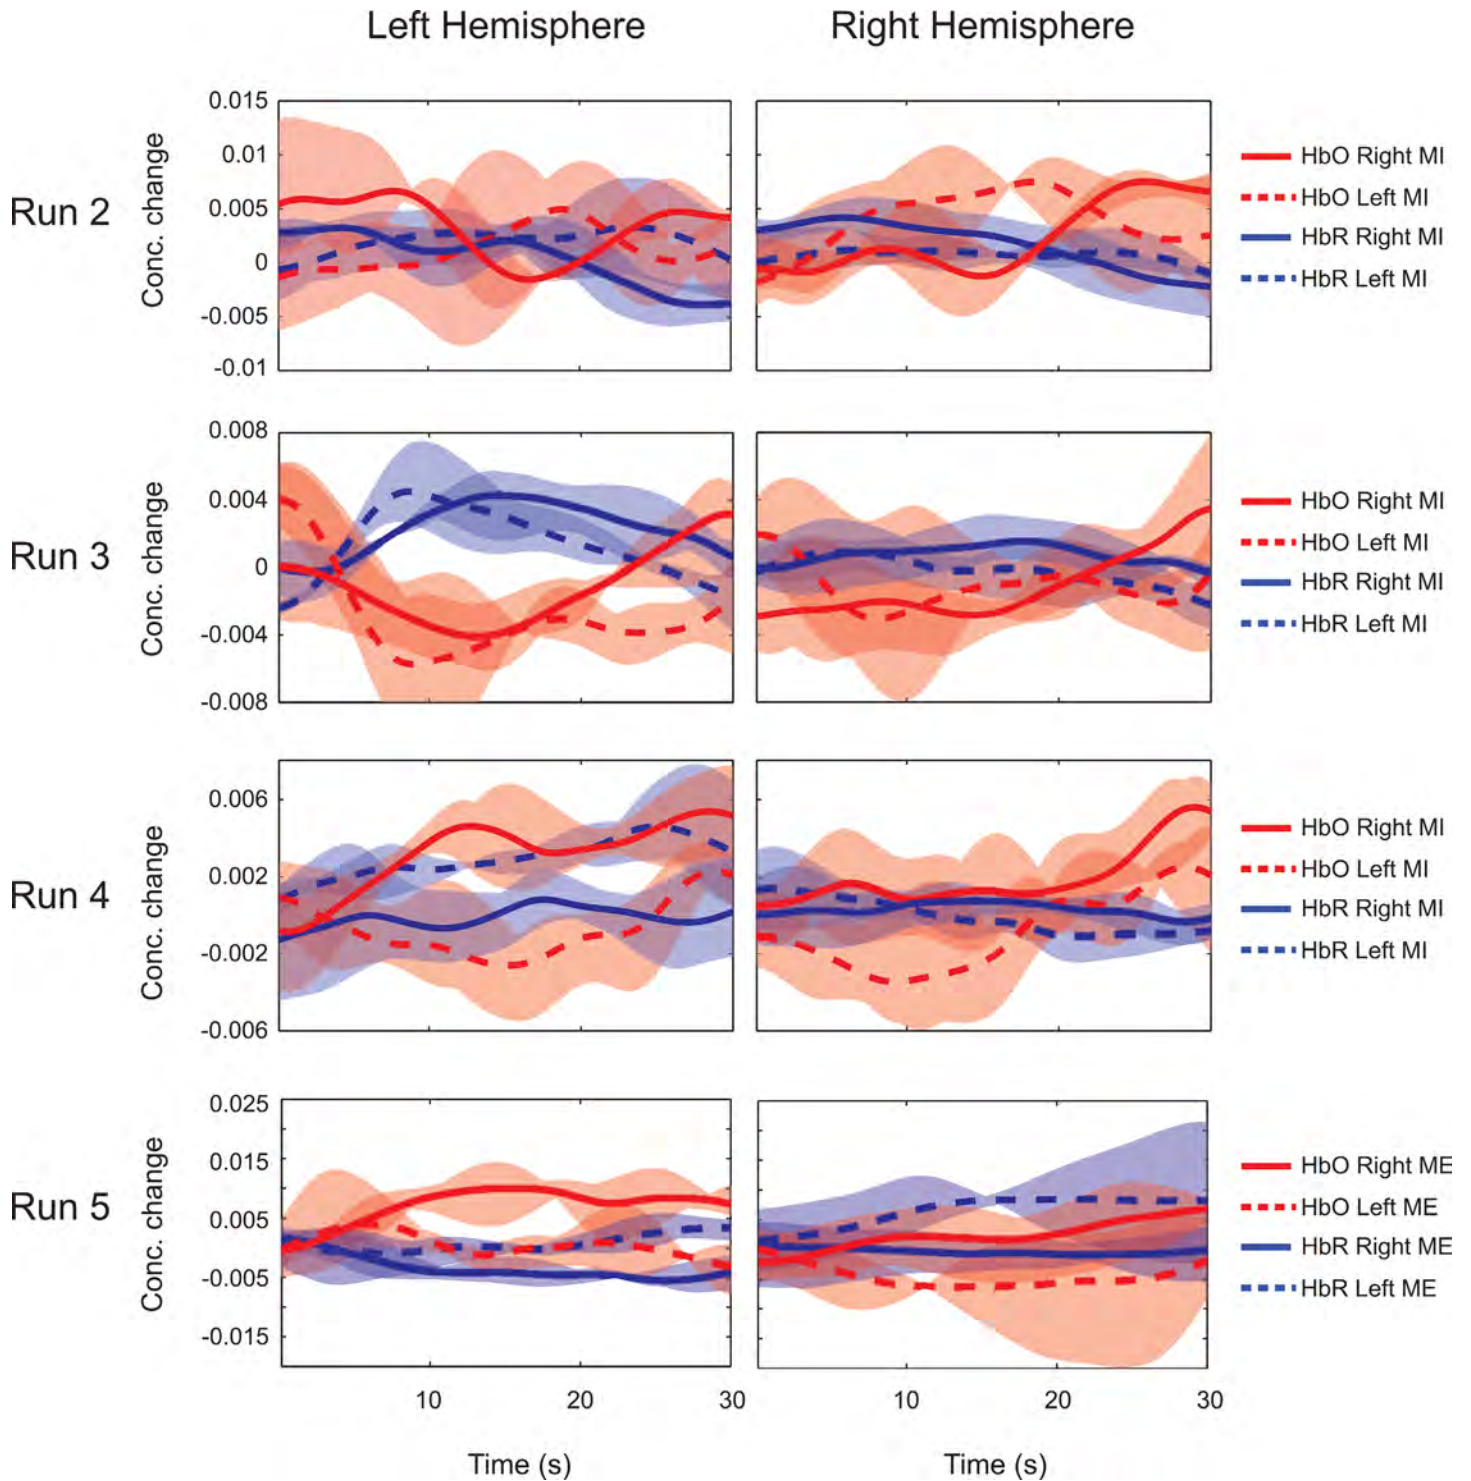 Left Hemisphere
Right Hemisphere
Run 2
Conc. change
0.015
0.01
0.005
0
-0.005
-0.01
HbO Right MI
HbO Left MI
HbR Right MI
HbR Left MI
Run 3
Conc. change
0.008
0.004
0
-0.004
-0.008
HbO Right MI
HbO Left MI
HbR Right MI
HbR Left MI
Run 4
Conc. change
0.006
0.002
-0.002
-0.006
HbO Right MI
HbO Left MI
HbR Right MI
HbR Left MI
Run 5
Conc. change
0.025
0.015
0.005
-0.005
-0.015
HbO Right ME
HbO Left ME
HbR Right ME
HbR Left ME
10 20 30
10 20 30
Time (s)
Time (s)